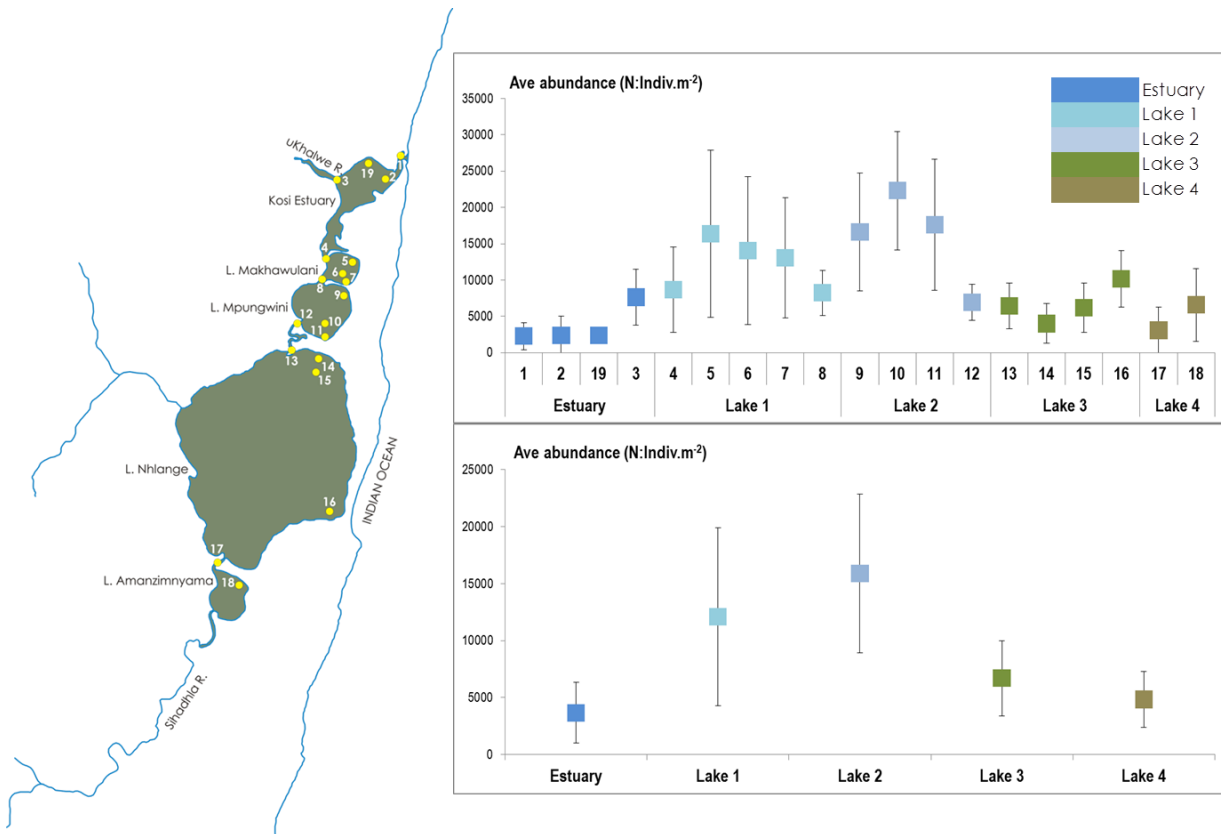 uKhalwe R.
1
19
2
3
Kosi Estuary
4
5
L. Makhawulani
6
7
8
L. Mpungwini
9
12
10
11
13
14
15
L. Nhlange
INDIAN OCEAN
16
17
L. Amanzimnyama
18
Sihadhla R.
Ave abundance (N:Indiv.m-2)
35000
30000
25000
20000
15000
10000
5000
0
Estuary
Lake 1
Lake 2
Lake 3
Lake 4
1 2 19 3 4 5 6 7 8 9 10 11 12 13 14 15 16 17 18
Estuary Lake 1 Lake 2 Lake 3 Lake 4
Ave abundance (N:Indiv.m-2)
25000
20000
15000
10000
5000
0
Estuary Lake 1 Lake 2 Lake 3 Lake 4